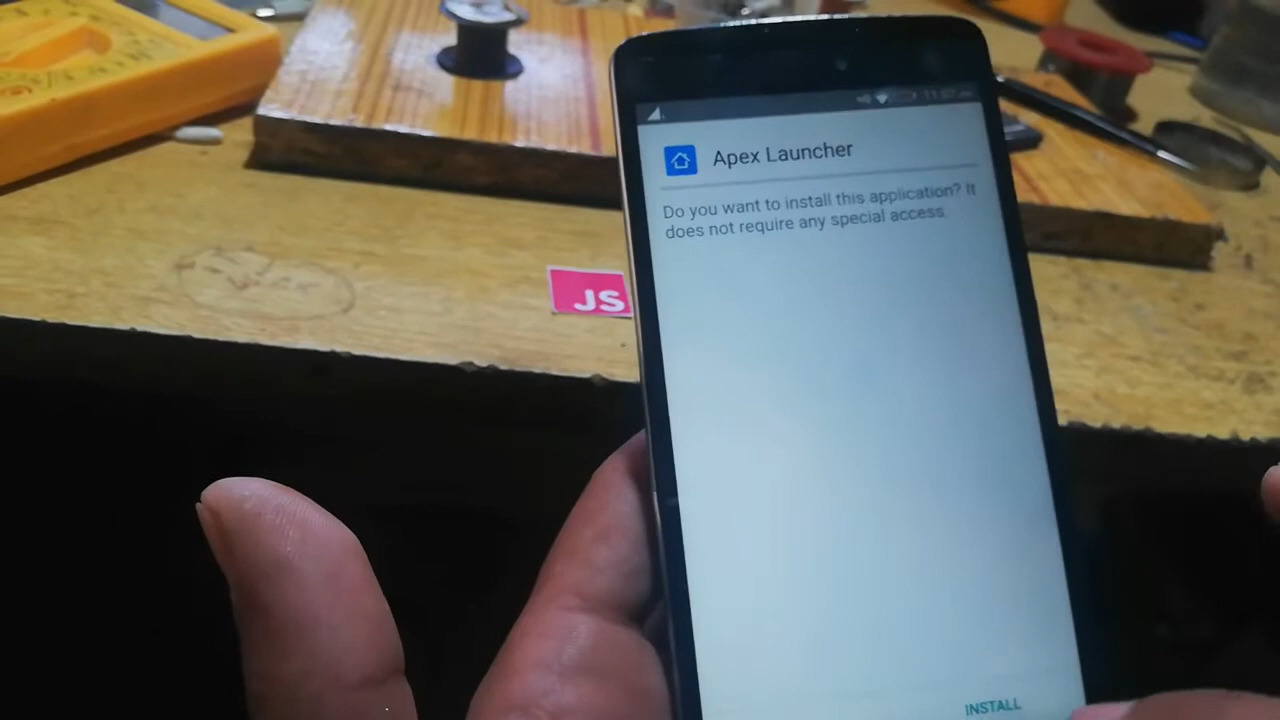 Apex Launcher
Do you want to install this application? It
does not require any special access.
JS
INSTALL